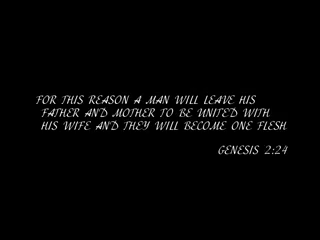 FOR THIS REASON A MAN WILL LEAVE HIS
FATHER AND MOTHER TO BE UNITED WITH
HIS WIFE AND THEY WILL BECOME ONE FLESH
GENESIS 2:24